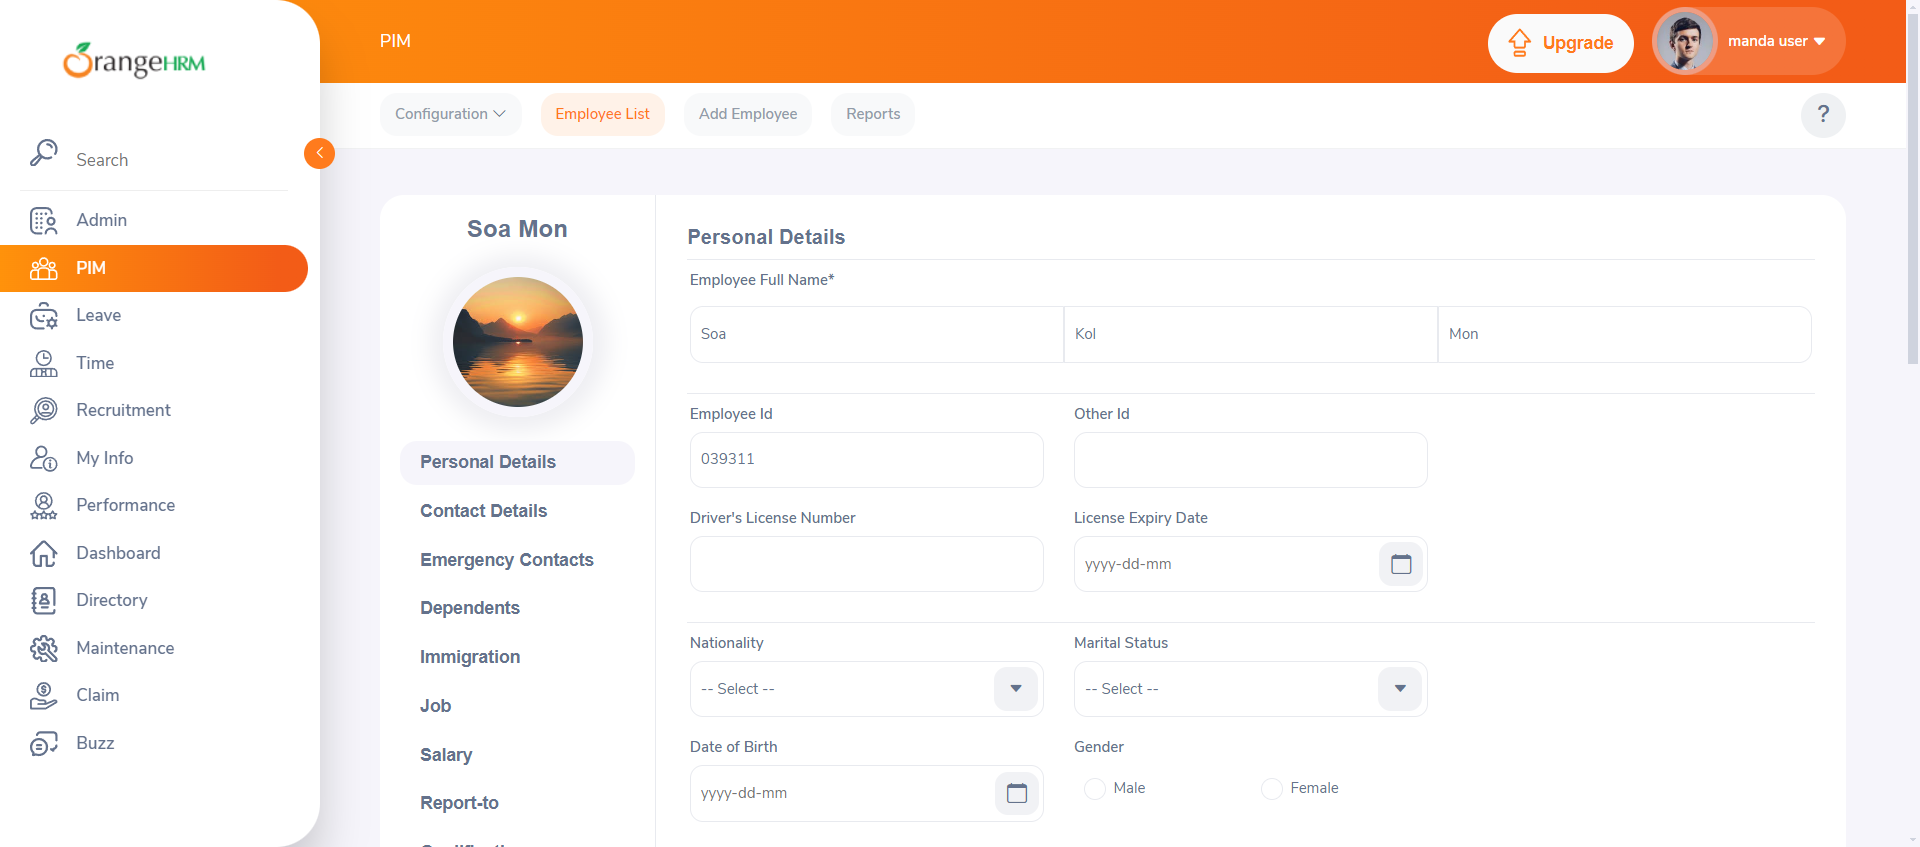 OrangeHRM
PIM
Upgrade
manda user
Configuration
Employee List
Add Employee
Reports
?
Search
Admin
PIM
Leave
Time
Recruitment
My Info
Performance
Dashboard
Directory
Maintenance
Claim
Buzz
Soa Mon
Personal Details
Contact Details
Emergency Contacts
Dependents
Immigration
Job
Salary
Report-to
Personal Details
Employee Full Name*
Soa
Kol
Mon
Employee Id
Other Id
039311
Driver's License Number
License Expiry Date
yyyy-dd-mm
Nationality
Marital Status
-- Select --
-- Select --
Date of Birth
Gender
yyyy-dd-mm
Male
Female